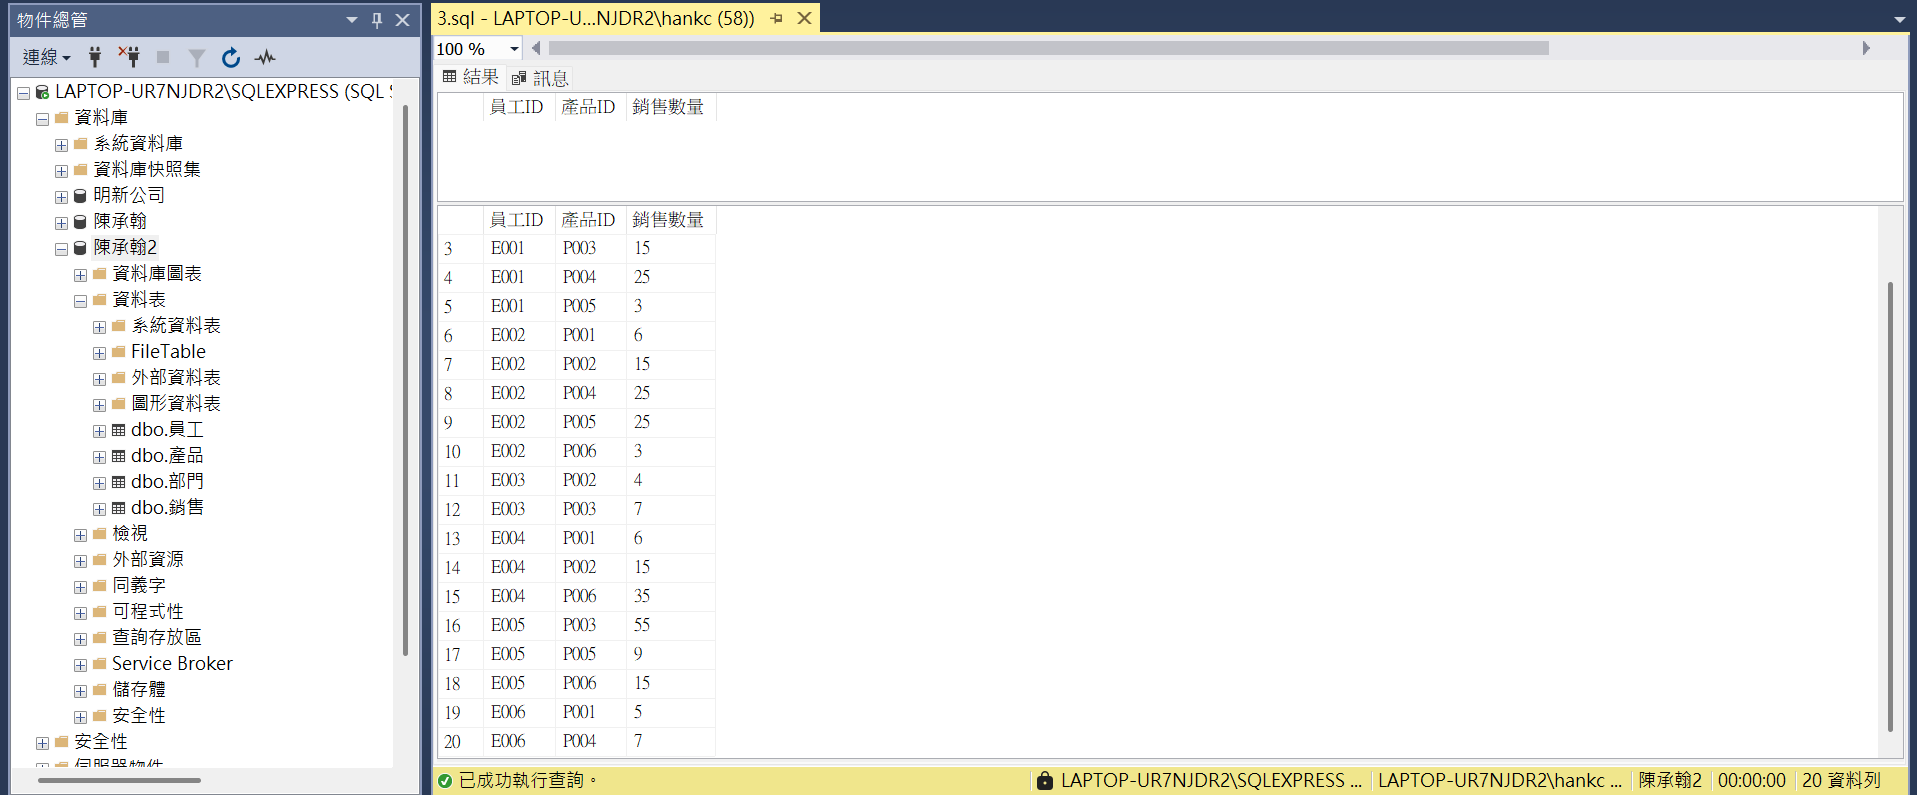 物件總管
連線
LAPTOP-UR7NJDR2\SQLEXPRESS (SQL S
資料庫
系統資料庫
資料庫快照集
明新公司
陳承翰
陳承翰2
資料庫圖表
資料表
系統資料表
FileTable
外部資料表
圖形資料表
dbo.員工
dbo.產品
dbo.部門
dbo.銷售
檢視
外部資源
同義字
可程式性
查詢存放區
Service Broker
儲存體
安全性
安全性
伺服器物件
3.sql - LAPTOP-U...NJDR2\hankc (58))
100 %
結果 訊息
員工ID 產品ID 銷售數量
員工ID 產品ID 銷售數量
3 E001 P003 15
4 E001 P004 25
5 E001 P005 3
6 E002 P001 6
7 E002 P002 15
8 E002 P004 25
9 E002 P005 25
10 E002 P006 3
11 E003 P002 4
12 E003 P003 7
13 E004 P001 6
14 E004 P002 15
15 E004 P006 35
16 E005 P003 55
17 E005 P005 9
18 E005 P006 15
19 E006 P001 5
20 E006 P004 7
已成功執行查詢。 LAPTOP-UR7NJDR2\SQLEXPRESS ... LAPTOP-UR7NJDR2\hankc ... 陳承翰2 00:00:00 20 資料列